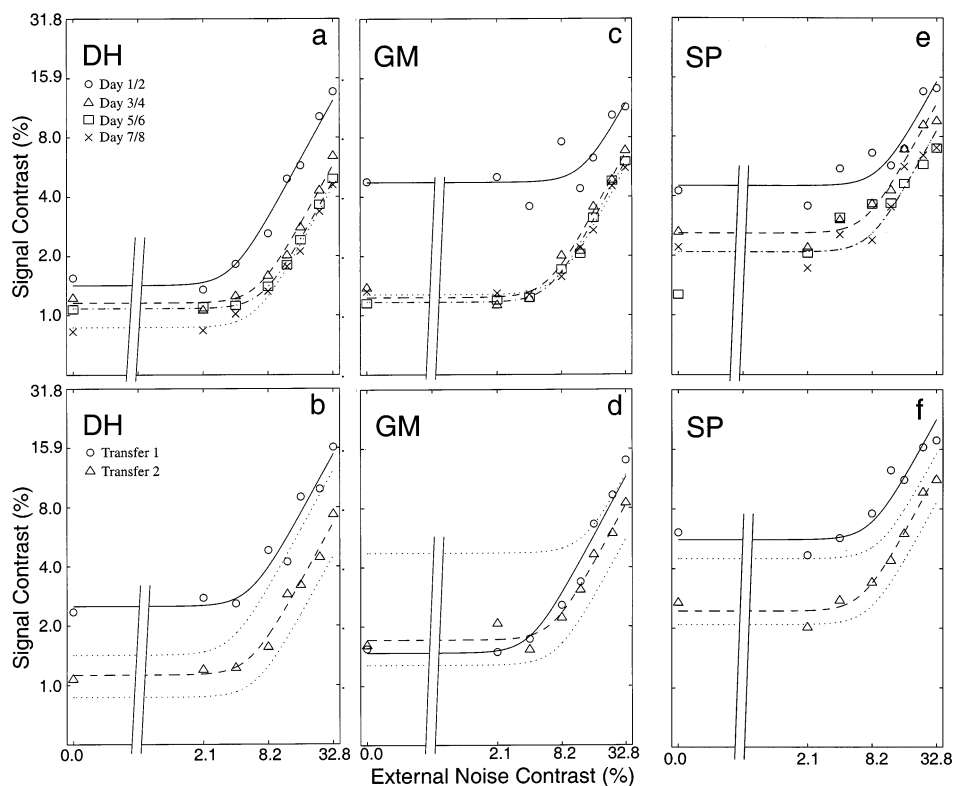 31.8
15.9
8.0
4.0
2.0
1.0
Signal Contrast (%)
DH
a
Day 1/2
Day 3/4
Day 5/6
Day 7/8
GM
c
SP
e
31.8
15.9
8.0
4.0
2.0
1.0
Signal Contrast (%)
DH
b
Transfer 1
Transfer 2
GM
d
SP
f
0.0 2.1 8.2 32.8
0.0 2.1 8.2 32.8
0.0 2.1 8.2 32.8
External Noise Contrast (%)